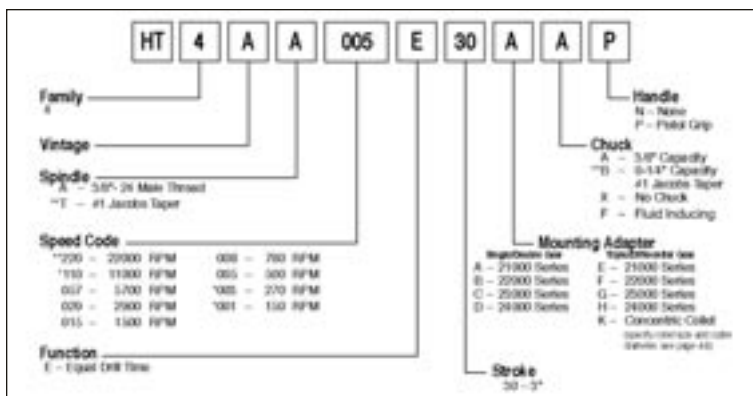 HT 4 A A 005 E 30 A A P
Family
4
Vintage
Spindle
A – 3/8"- 24 Male Thread
**T – #1 Jacobs Taper
Speed Code
**220 – 22000 RPM
*110 – 11000 RPM
057 – 5700 RPM
020 – RPM
015 – 1500 RPM
008 – 780 RPM
005 – 500 RPM
– 270 RPM
*001 – 150 RPM
Function
E – Equal Drill Time
Stroke
30 – 3"
Mounting Adapter
A – 21000 Series
B – 22000 Series
C – 25000 Series
D – 24000 Series
E – 21000 Series
F – 22000 Series
G – 25000 Series
H – 24000 Series
K – Concentric Collet
Chuck
A – 3/8" Capacity
**B – 0-1/4" Capacity
#1 Jacobs Taper
X – No Chuck
F – Fluid Inducing
Handle
N – None
P – Pistol Grip